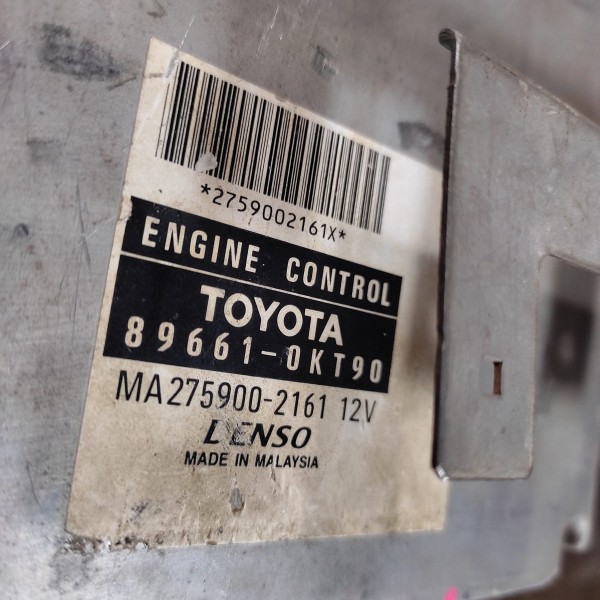 *2759002161X*
ENGINE CONTROL
TOYOTA
89661-0KT90
MA275900-2161 12V
DENSO
MADE IN MALAYSIA